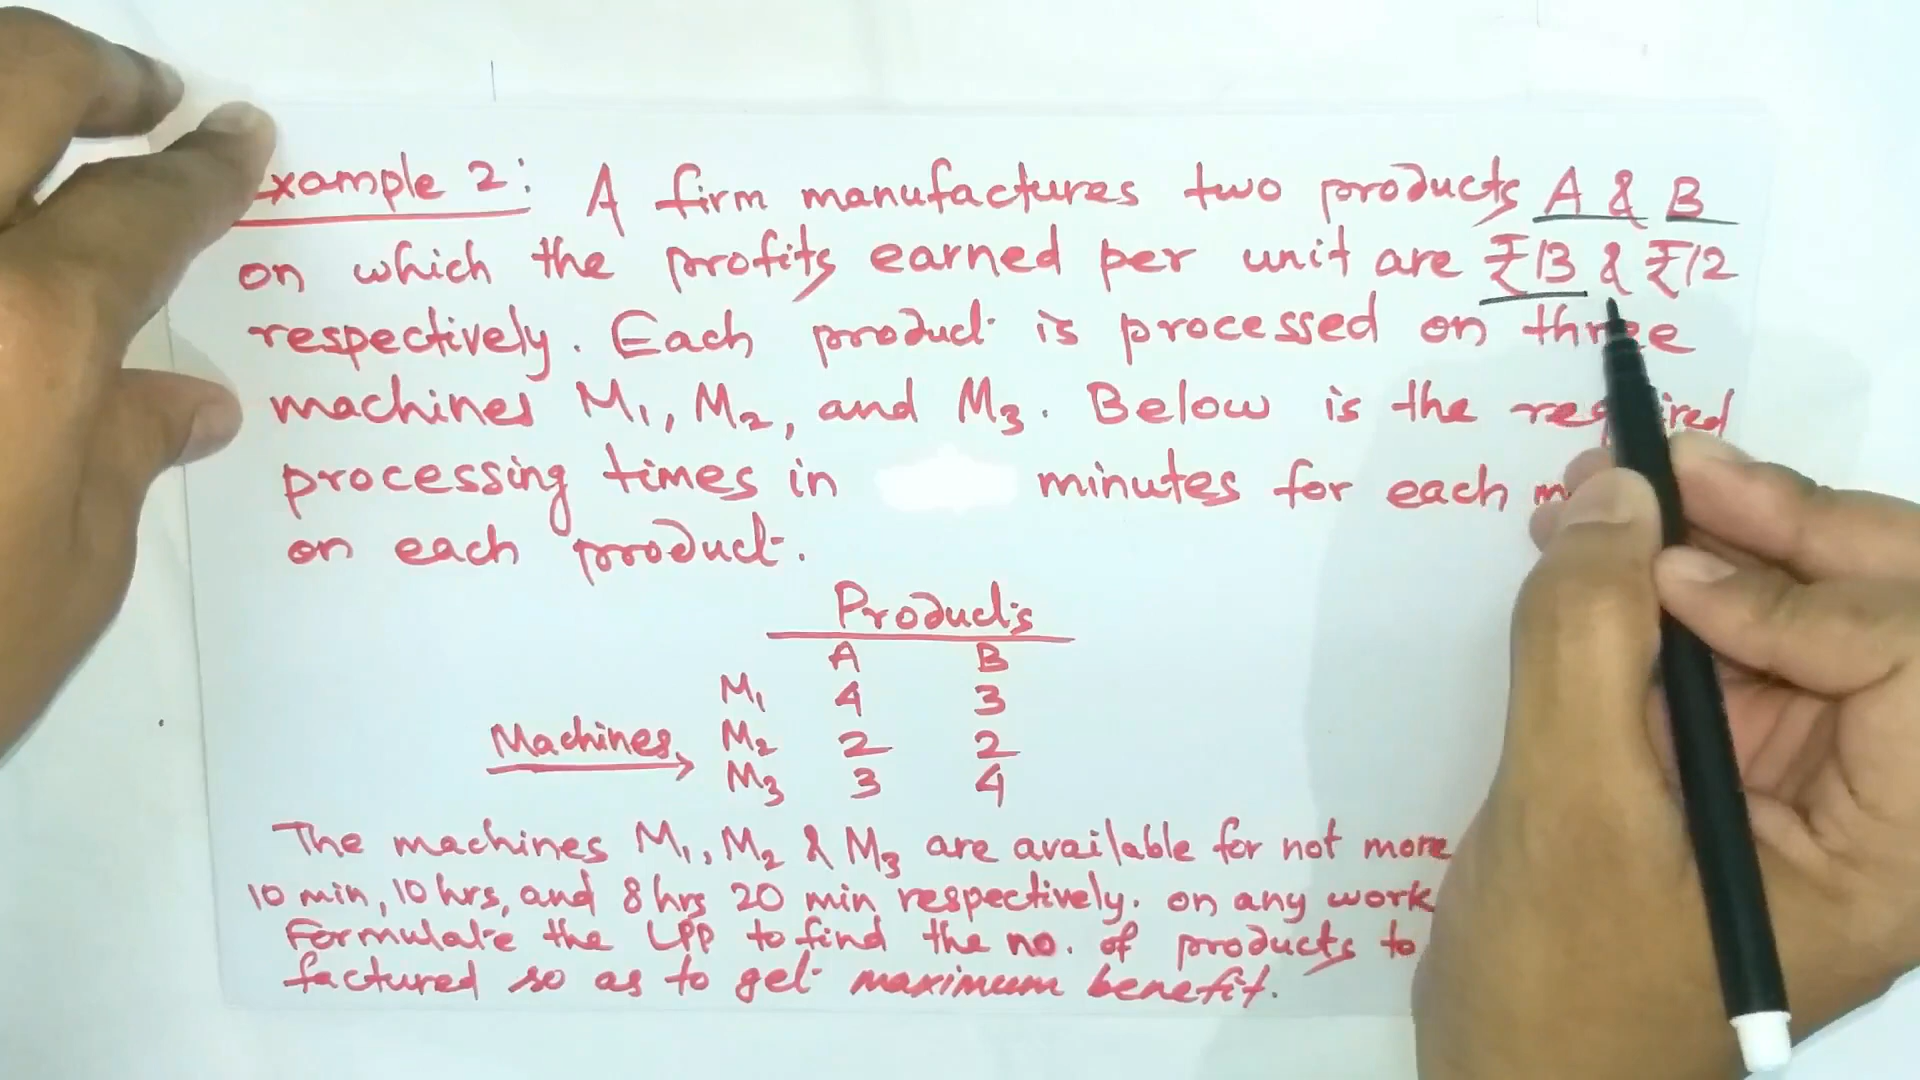 xample 2: A firm manufactures two products A & B
on which the profits earned per unit are ₹13 & ₹12
respectively. Each product is processed on three
machines M1, M2, and M3. Below is the
processing times in minutes for each
on each product.
Products
A B
M1 4 3
Machines M2 2 2
M3 3 4
The machines M1, M2 & M3 are available for not more
10 min, 10 hrs, and 8 hrs 20 min respectively. on any work
Formulate the LPP to find the no. of products to
factured so as to get maximum benefit.